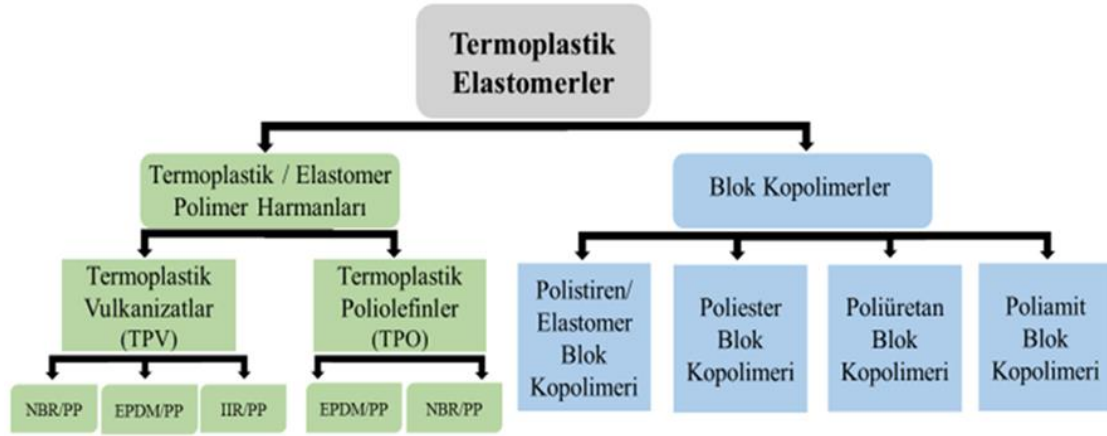 Termoplastik
Elastomerler
Termoplastik / Elastomer
Polimer Harmanları
Blok Kopolimerler
Termoplastik
Vulkanizatlar
(TPV)
Termoplastik
Poliolefinler
(TPO)
Polistiren/
Elastomer
Blok
Kopolimeri
Poliester
Blok
Kopolimeri
Poliüretan
Blok
Kopolimeri
Poliamit
Blok
Kopolimeri
NBR/PP
EPDM/PP
IIR/PP
EPDM/PP
NBR/PP